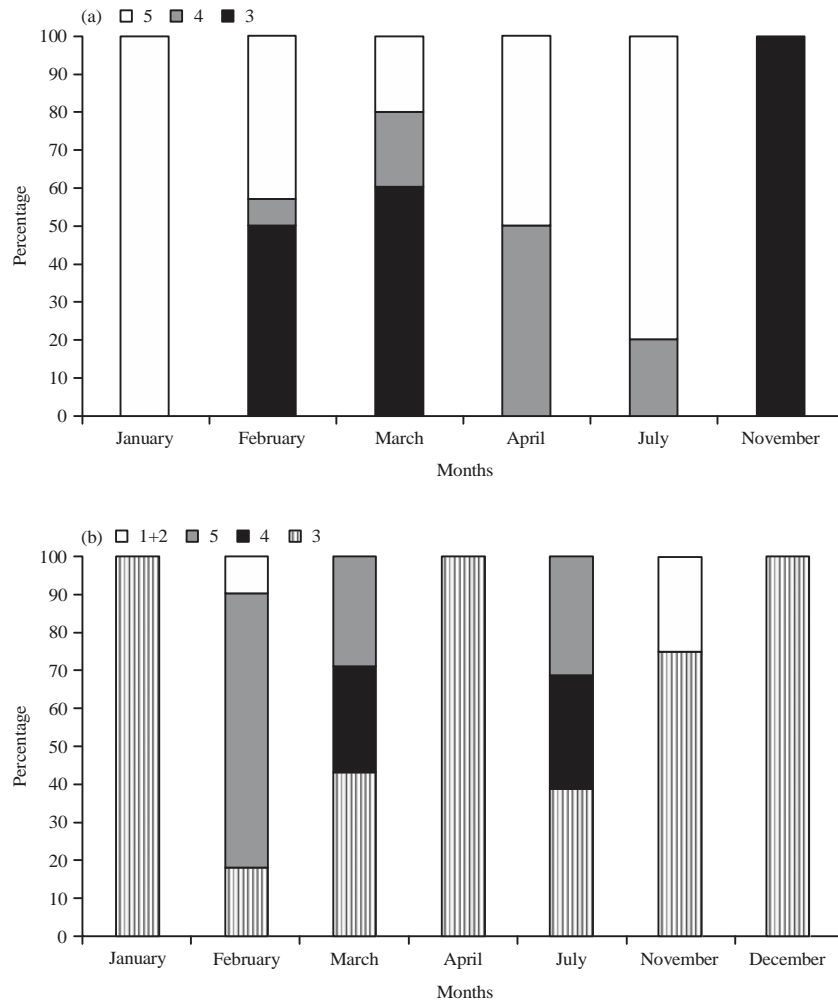 (a) 5 4 3
100
90
80
70
60
50
40
30
20
10
0
Percentage
January February March April July November
Months
(b) 1+2 5 4 3
100
90
80
70
60
50
40
30
20
10
0
Percentage
January February March April July November December
Months